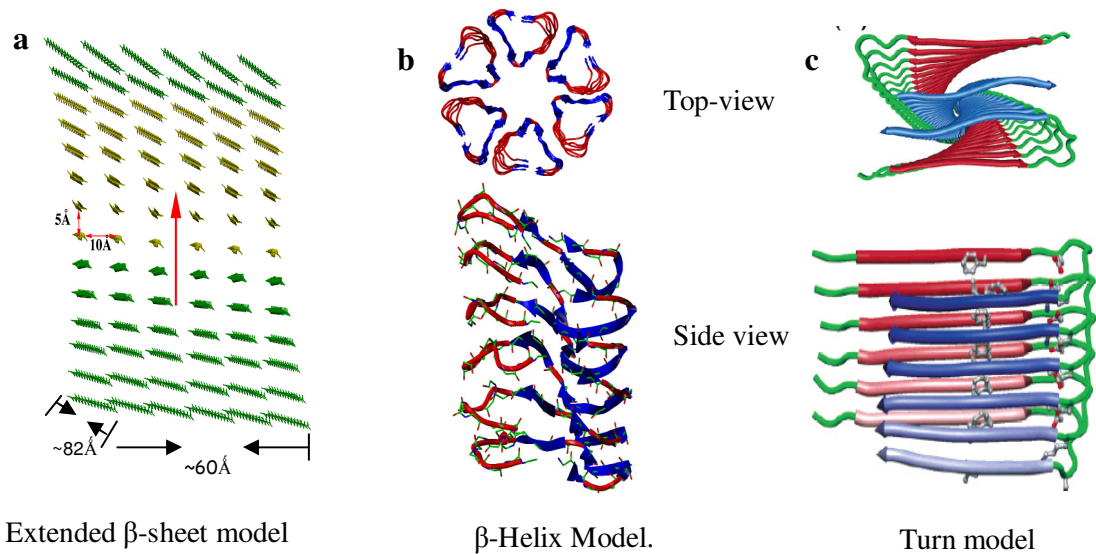 a
5Å
10Å
~82Å
~60Å
Extended β-sheet model
b
Top-view
Side view
β-Helix Model.
c
Turn model